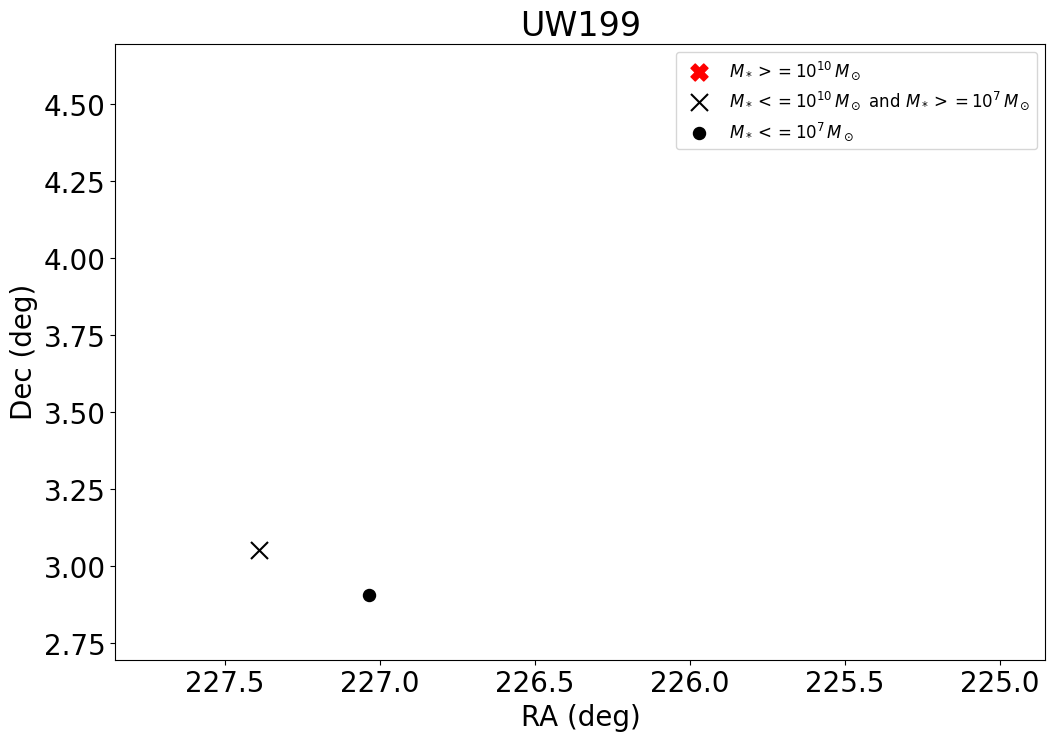 UW199
M* >= 10^10 M⊙
M* <= 10^10 M⊙ and M* >= 10^7 M⊙
M* <= 10^7 M⊙
4.50
4.25
4.00
3.75
3.50
3.25
3.00
2.75
Dec (deg)
227.5 227.0 226.5 226.0 225.5 225.0
RA (deg)